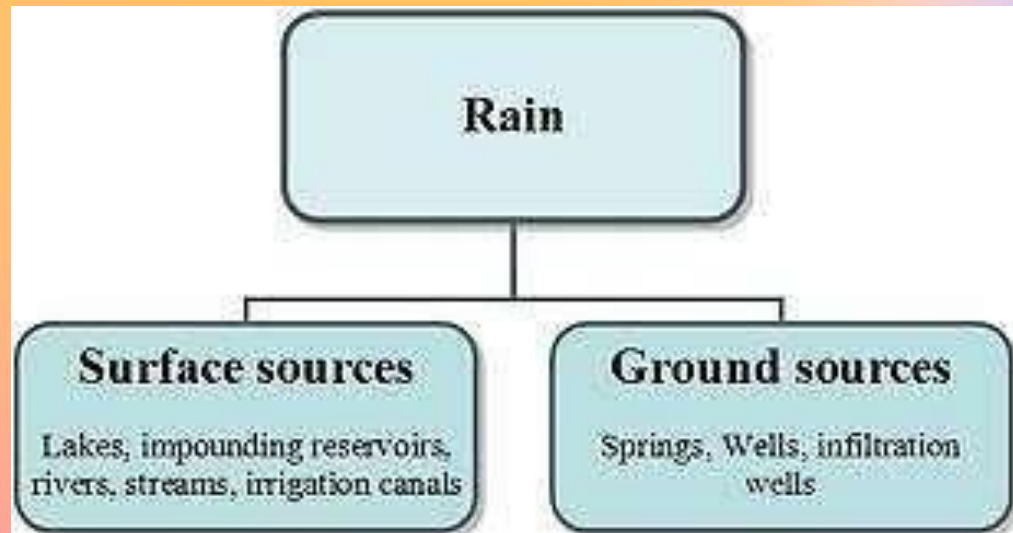 Rain
Surface sources
Lakes, impounding reservoirs,
rivers, streams, irrigation canals
Ground sources
Springs, Wells, infiltration
wells